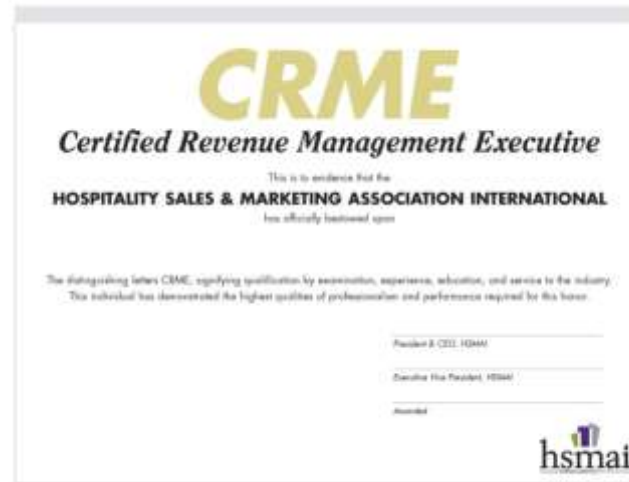 CRME
Certified Revenue Management Executive
This is to evidence that the
HOSPITALITY SALES & MARKETING ASSOCIATION INTERNATIONAL
has officially bestowed upon
The distinguishing letters CRME, signifying qualification by examination, experience, education, and service to the industry.
This individual has demonstrated the highest qualities of professionalism and performance required for this honor.
President & CEO, HSMAI
Executive Vice President, HSMAI
Awarded
hsmai